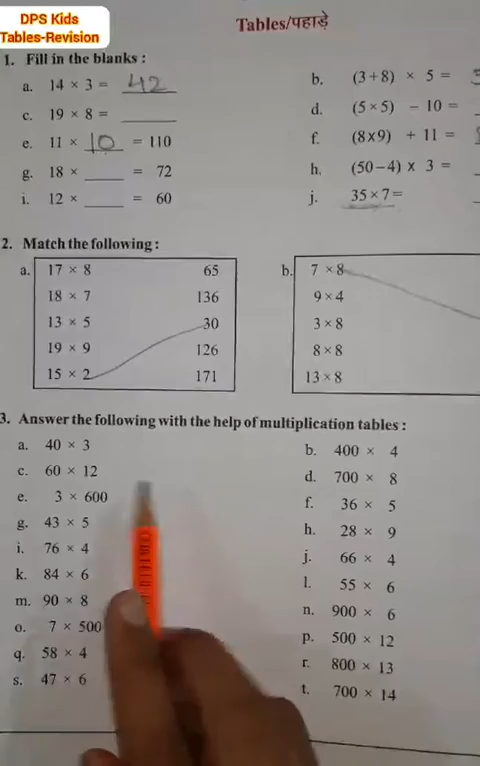 DPS Kids
Tables-Revision
Tables/पहाड़े
1. Fill in the blanks :
a. 14 × 3 = 42
b. (3+8) × 5 =
c. 19 × 8 = ______
d. (5×5) - 10 =
e. 11 × 10 = 110
f. (8x9) + 11 =
g. 18 × ______ = 72
h. (50-4) x 3 =
i. 12 × ______ = 60
j. 35×7=
2. Match the following :
a. 17 × 8 65
18 × 7 136
13 × 5 30
19 × 9 126
15 × 2 171
b. 7 ×8
9×4
3 ×8
8 ×8
13×8
3. Answer the following with the help of multiplication tables :
a. 40 × 3
b. 400 × 4
c. 60 × 12
d. 700 × 8
e. 3 × 600
f. 36 × 5
g. 43 × 5
h. 28 × 9
i. 76 × 4
j. 66 × 4
k. 84 × 6
l. 55 × 6
m. 90 × 8
n. 900 × 6
o. 7 × 500
p. 500 × 12
q. 58 × 4
r. 800 × 13
s. 47 × 6
t. 700 × 14